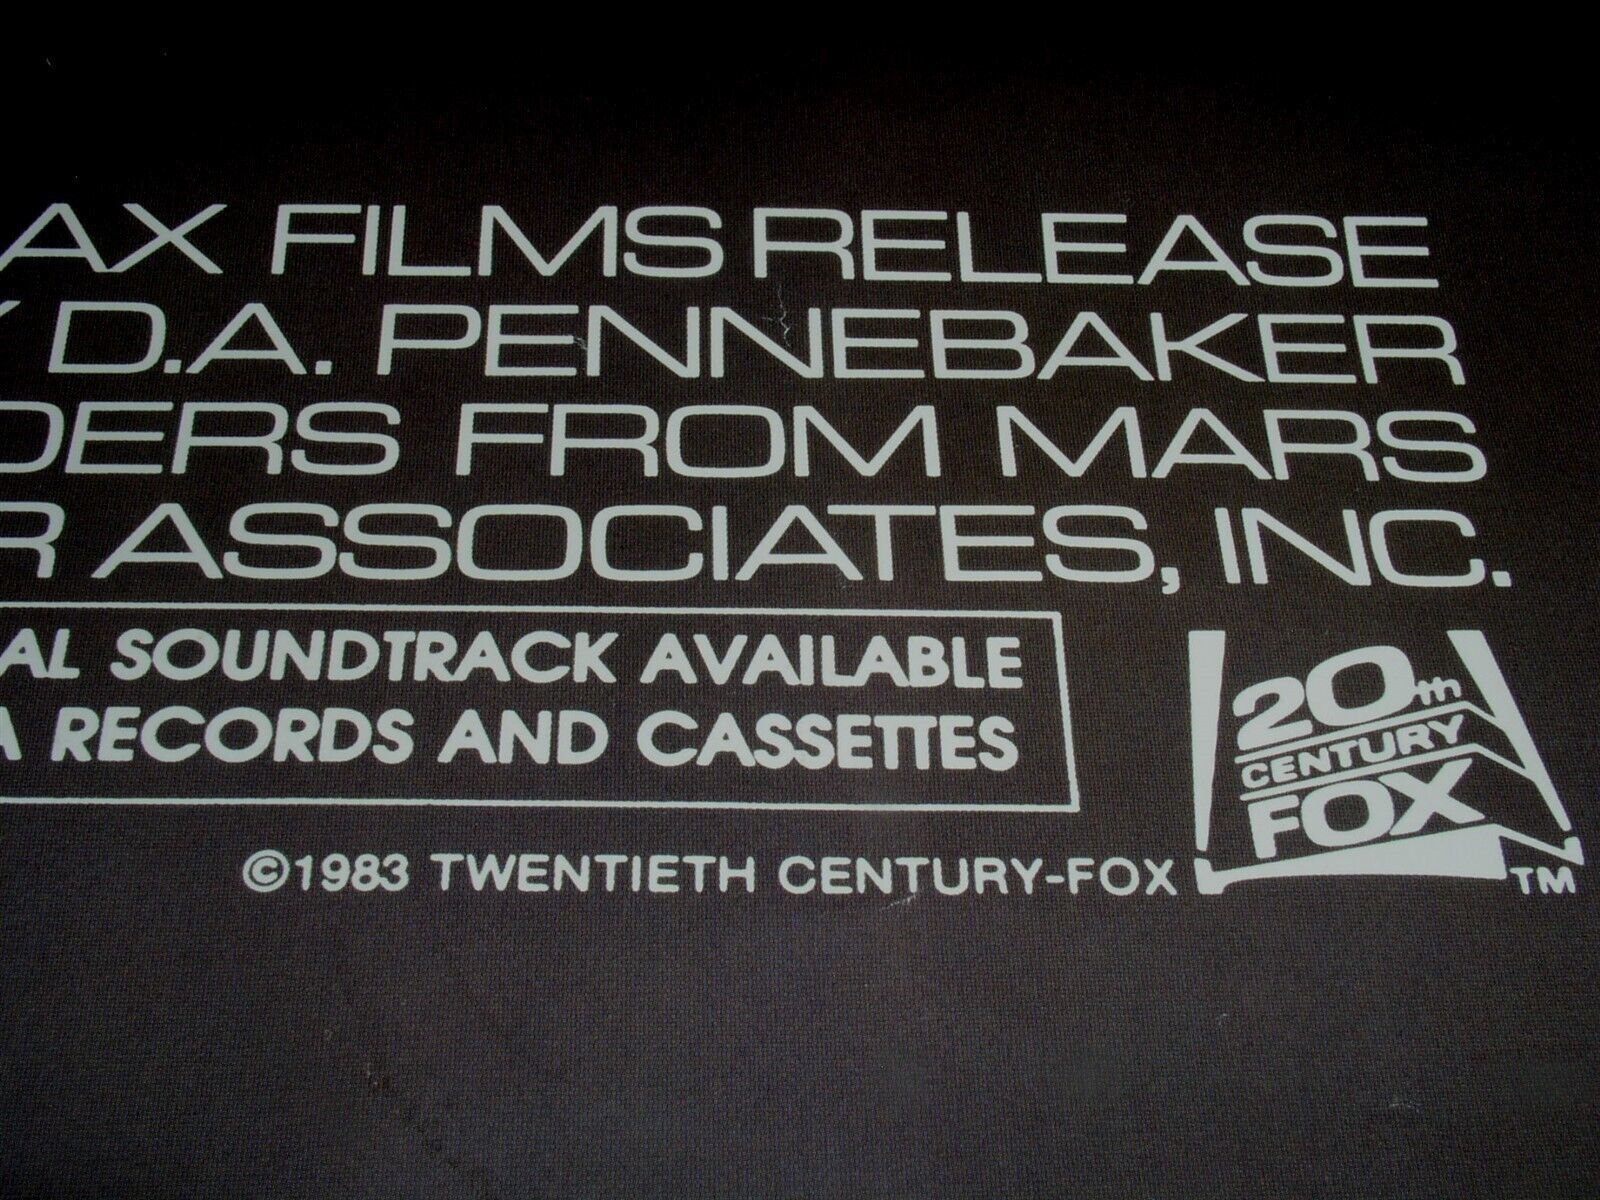 AX FILMS RELEASE
Y D.A. PENNEBAKER
DERS FROM MARS
R ASSOCIATES, INC.
AL SOUNDTRACK AVAILABLE
A RECORDS AND CASSETTES
©1983 TWENTIETH CENTURY-FOX
20th
CENTURY
FOX
TM